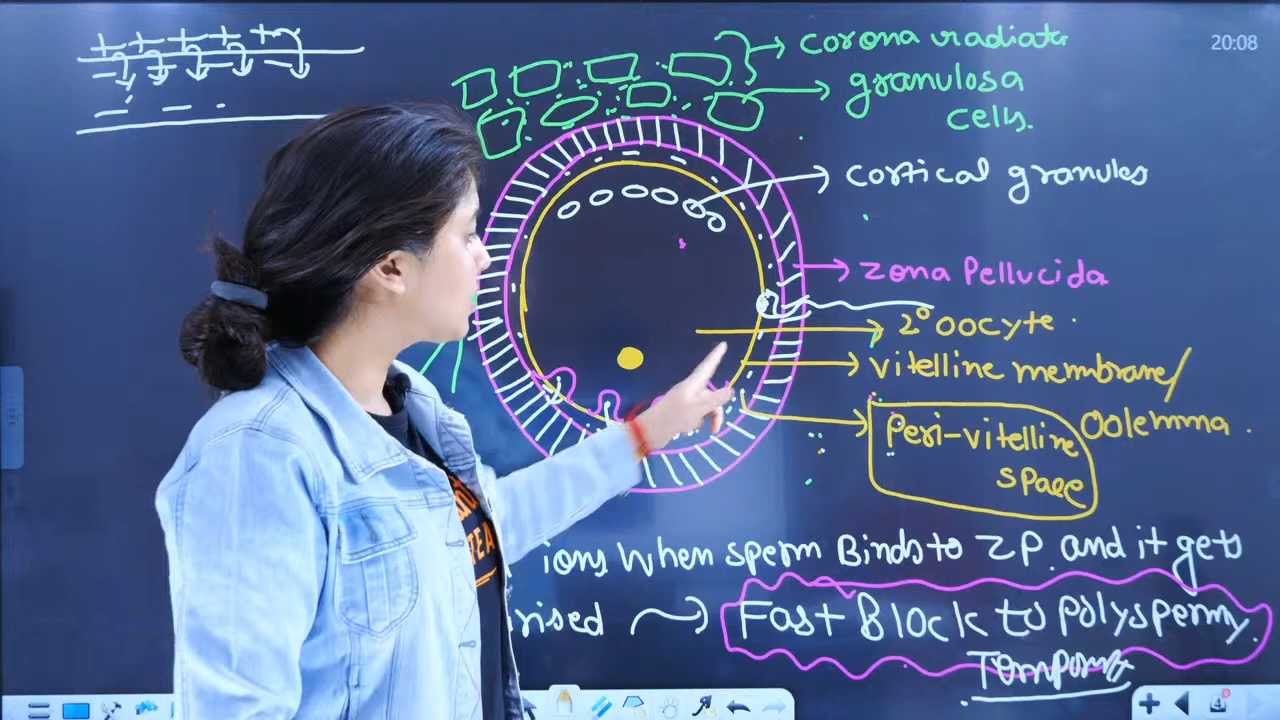 20:08
corona radiata
granulosa
cells.
cortical granules
zona Pellucida
2° oocyte
vitelline membrane/
oolemma.
Peri-vitelline
space
ions when sperm Binds to ZP. and it gets
rised → Fast Block to polyspermy.
4